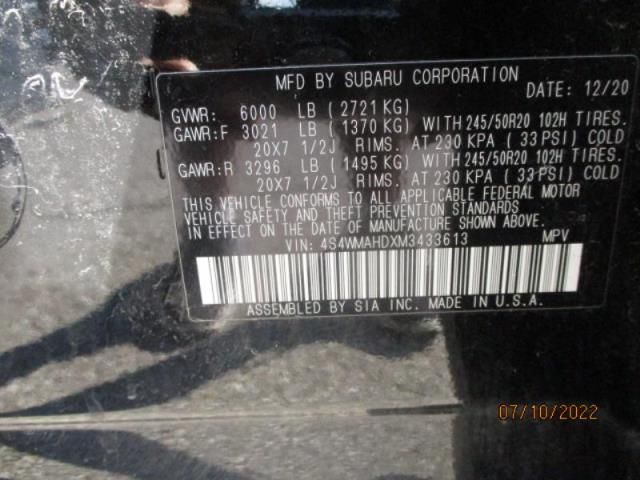 MFD BY SUBARU CORPORATION
DATE: 12/20
GVWR: 6000 LB (2721 KG)
GAWR:F 3021 LB (1370 KG) WITH 245/50R20 102H TIRES.
20X7 1/2J RIMS. AT 230 KPA (33 PSI) COLD
GAWR:R 3296 LB (1495 KG) WITH 245/50R20 102H TIRES.
20X7 1/2J RIMS. AT 230 KPA (33 PSI) COLD
THIS VEHICLE CONFORMS TO ALL APPLICABLE FEDERAL MOTOR
VEHICLE SAFETY AND THEFT PREVENTION STANDARDS
IN EFFECT ON THE DATE OF MANUFACTURE SHOWN ABOVE.
VIN: 4S4WMAHDXM3433613 MPV
ASSEMBLED BY SIA INC. MADE IN U.S.A.
07/10/2022